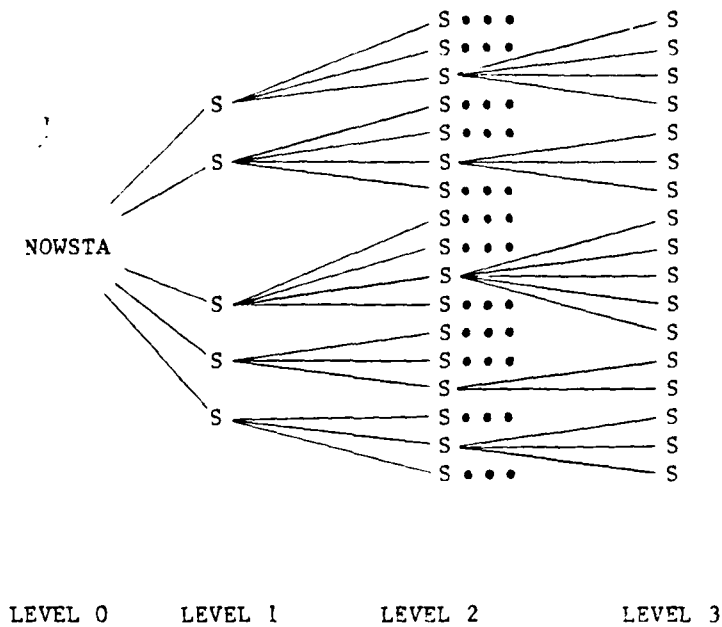 S • • • S
S • • • S
S S
S S • • • S
S • • • S
S S S
S • • • S
S • • • S
NOWSTA S • • • S
S S
S S • • • S
S • • • S
S S • • • S
S S
S S • • • S
S S
S • • • S
LEVEL 0 LEVEL 1 LEVEL 2 LEVEL 3